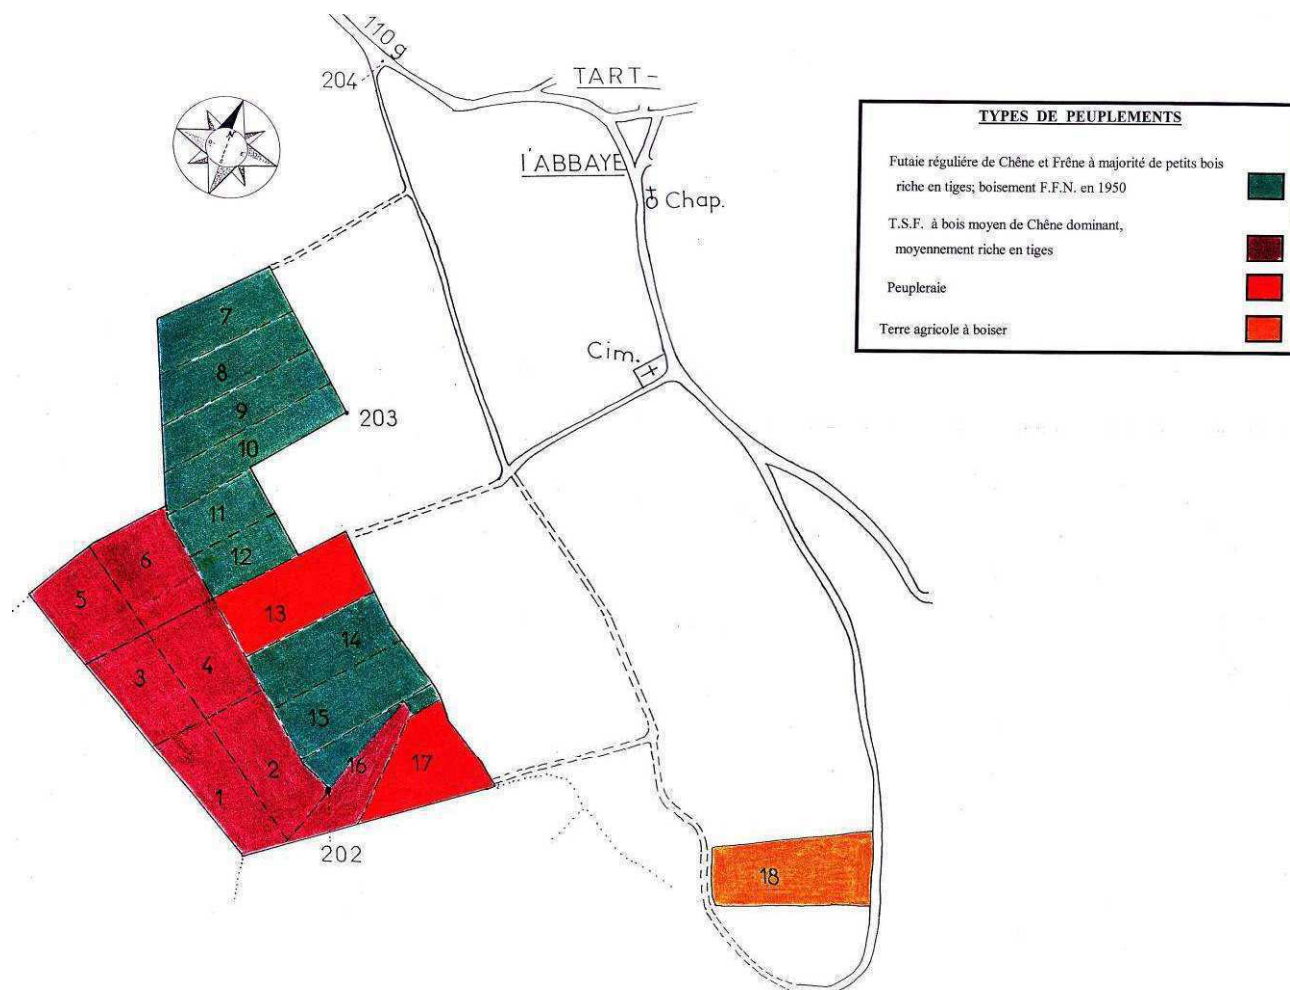 110g
204
TART-
l'ABBAYE
Chap.
N
TYPES DE PEUPLEMENTS
Futaie réguliére de Chêne et Frêne à majorité de petits bois
riche en tiges; boisement F.F.N. en 1950
T.S.F. à bois moyen de Chêne dominant,
moyennement riche en tiges
Peupleraie
Terre agricole à boiser
Cim.
7
8
9
203
10
11
12
6
5
13
14
4
3
15
16
2
17
1
202
18